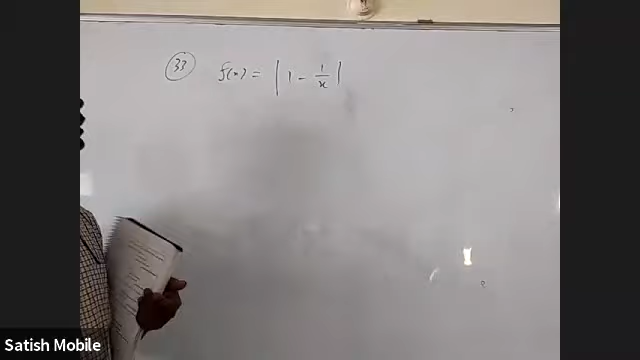 33 f(x) = | 1 - 1/x |
Satish Mobile